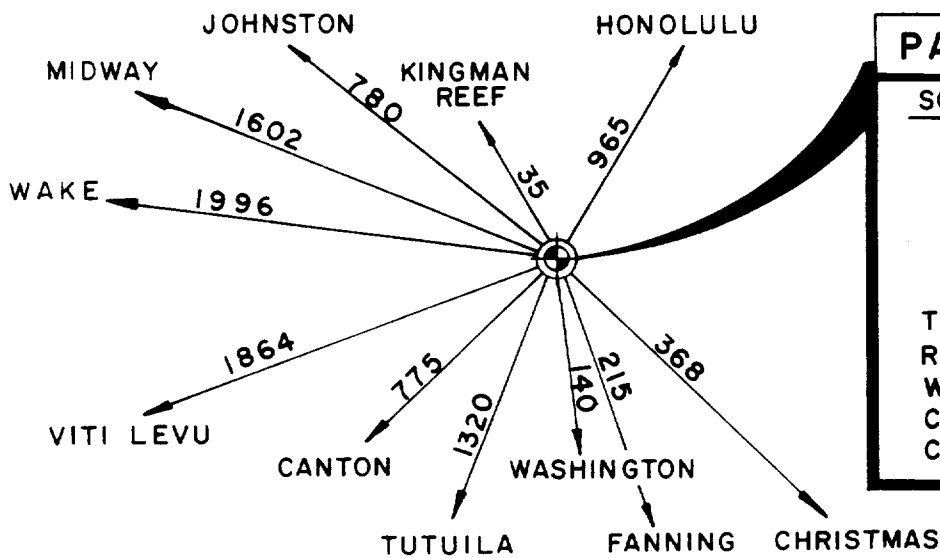 JOHNSTON
HONOLULU
MIDWAY
KINGMAN
REEF
PA
WAKE
780
1602
965
35
1996
1864
775
1320
140
215
368
VITI LEVU
CANTON
WASHINGTON
TUTUILA
FANNING
CHRISTMAS
T
R
W
C
C